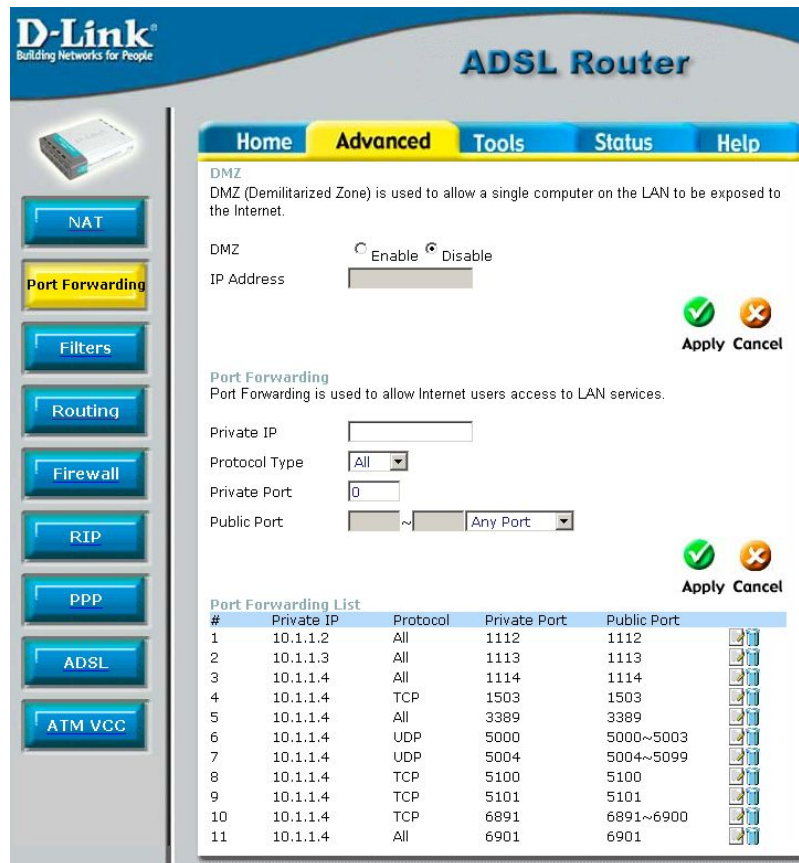 D-Link®
Building Networks for People
ADSL Router
Home Advanced Tools Status Help
NAT
Port Forwarding
Filters
Routing
Firewall
RIP
PPP
ADSL
ATM VCC
DMZ
DMZ (Demilitarized Zone) is used to allow a single computer on the LAN to be exposed to
the Internet.
DMZ Enable Disable
IP Address
Apply Cancel
Port Forwarding
Port Forwarding is used to allow Internet users access to LAN services.
Private IP
Protocol Type All
Private Port 0
Public Port ~ Any Port
Apply Cancel
Port Forwarding List
# Private IP Protocol Private Port Public Port
1 10.1.1.2 All 1112 1112
2 10.1.1.3 All 1113 1113
3 10.1.1.4 All 1114 1114
4 10.1.1.4 TCP 1503 1503
5 10.1.1.4 All 3389 3389
6 10.1.1.4 UDP 5000 5000~5003
7 10.1.1.4 UDP 5004 5004~5099
8 10.1.1.4 TCP 5100 5100
9 10.1.1.4 TCP 5101 5101
10 10.1.1.4 TCP 6891 6891~6900
11 10.1.1.4 All 6901 6901